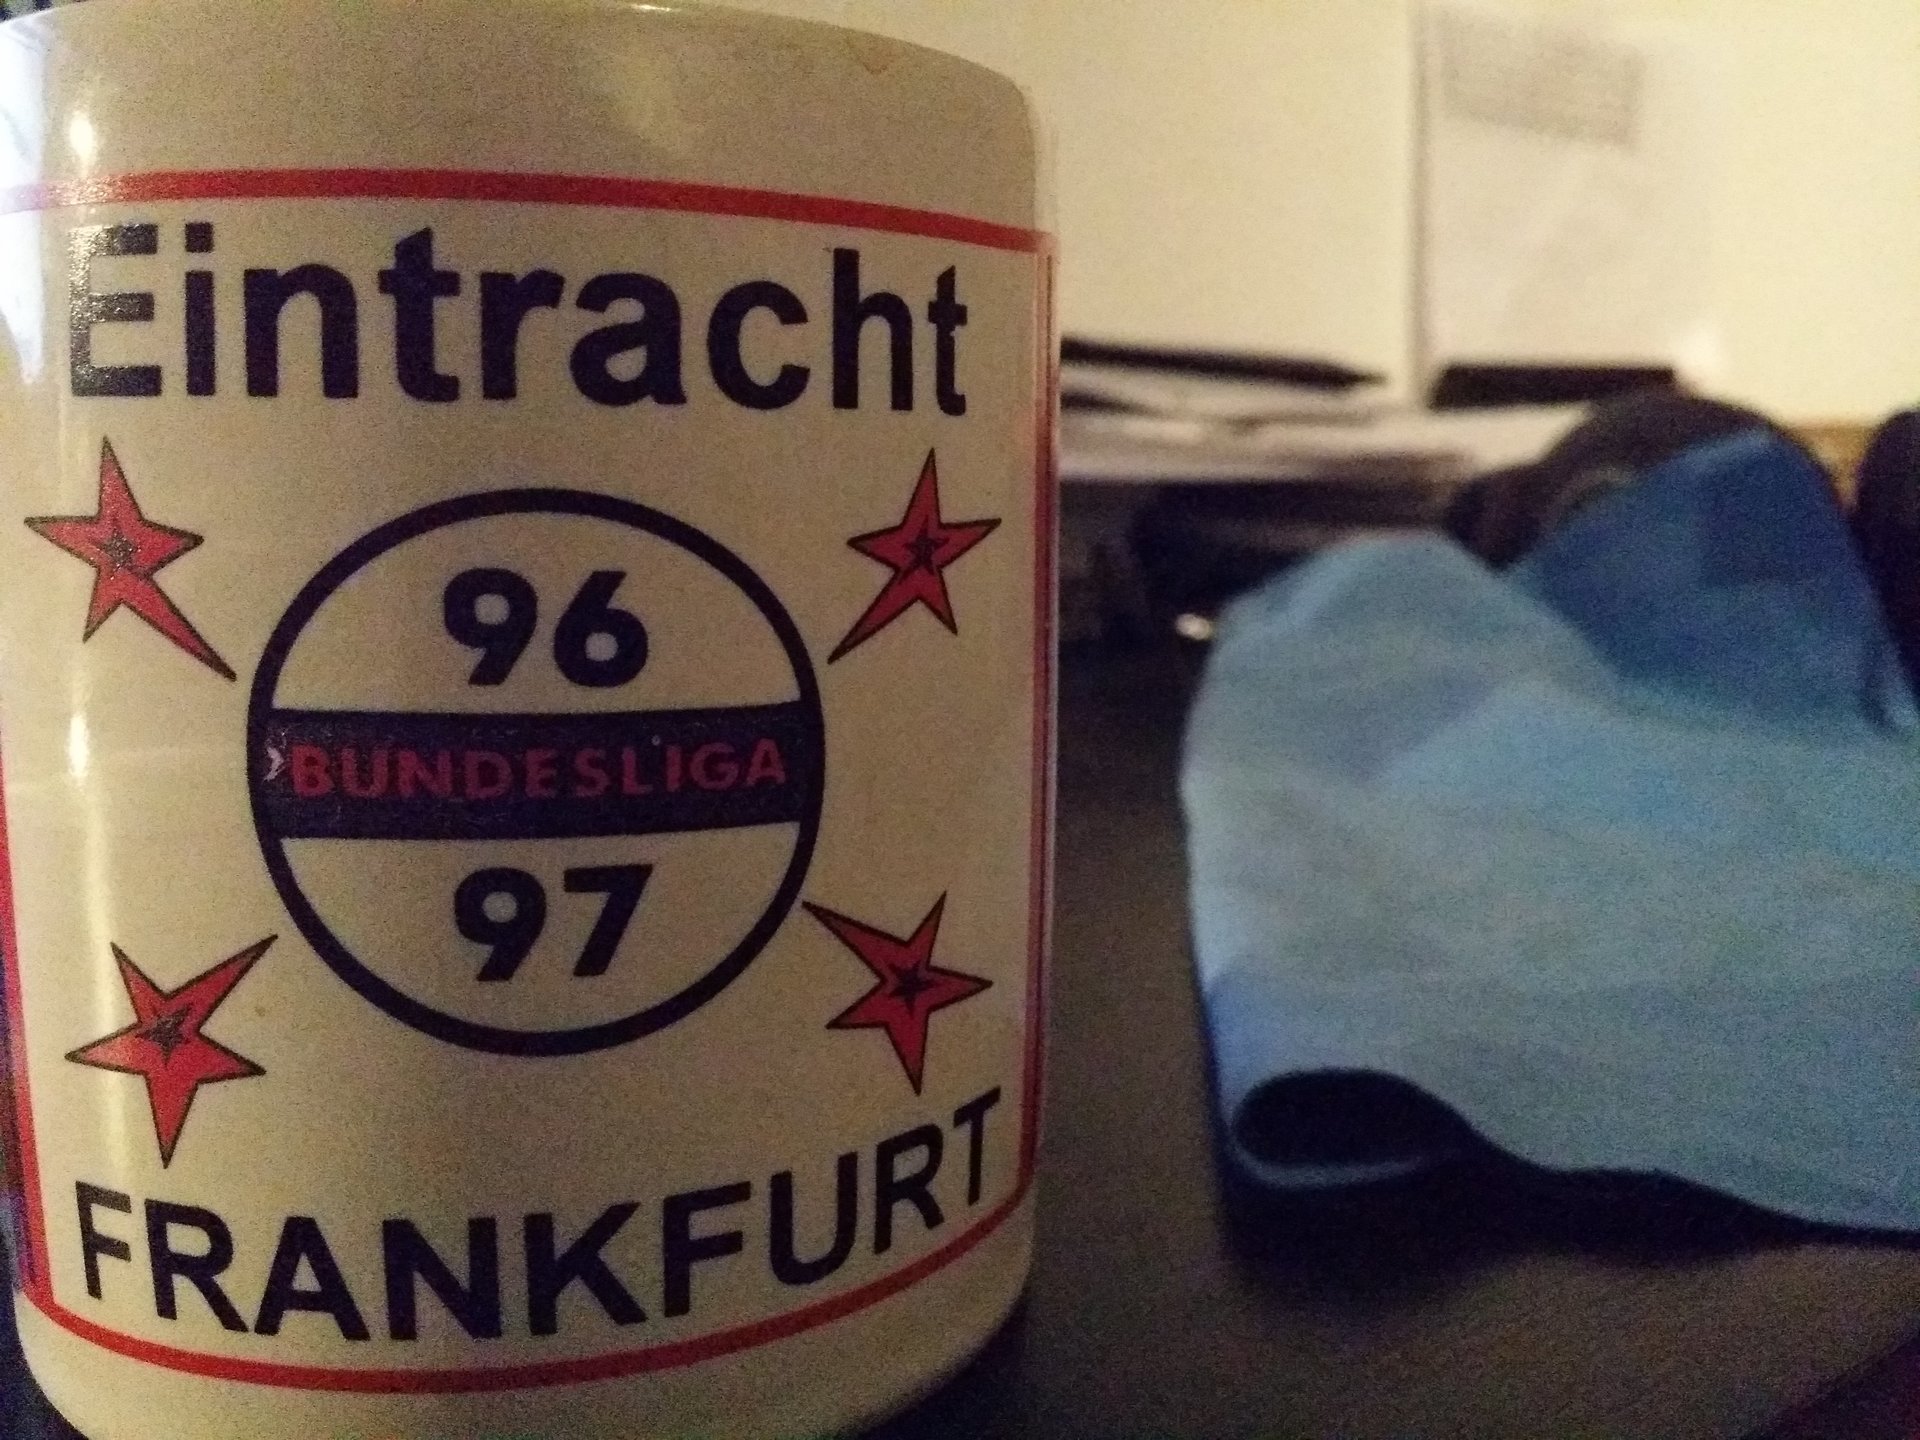 Eintracht
96
BUNDESLIGA
97
FRANKFURT